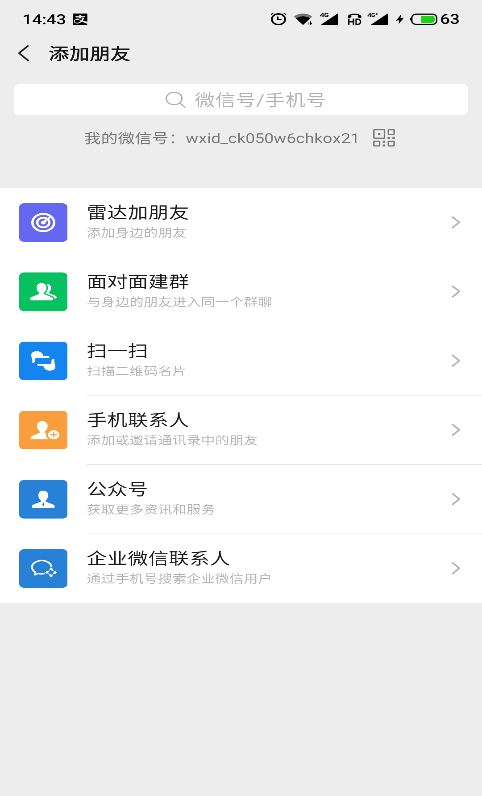 14:43 支 4G HD 4G+ 63
添加朋友
微信号/手机号
我的微信号：wxid_ck050w6chkox21
雷达加朋友
添加身边的朋友
面对面建群
与身边的朋友进入同一个群聊
扫一扫
扫描二维码名片
手机联系人
添加或邀请通讯录中的朋友
公众号
获取更多资讯和服务
企业微信联系人
通过手机号搜索企业微信用户